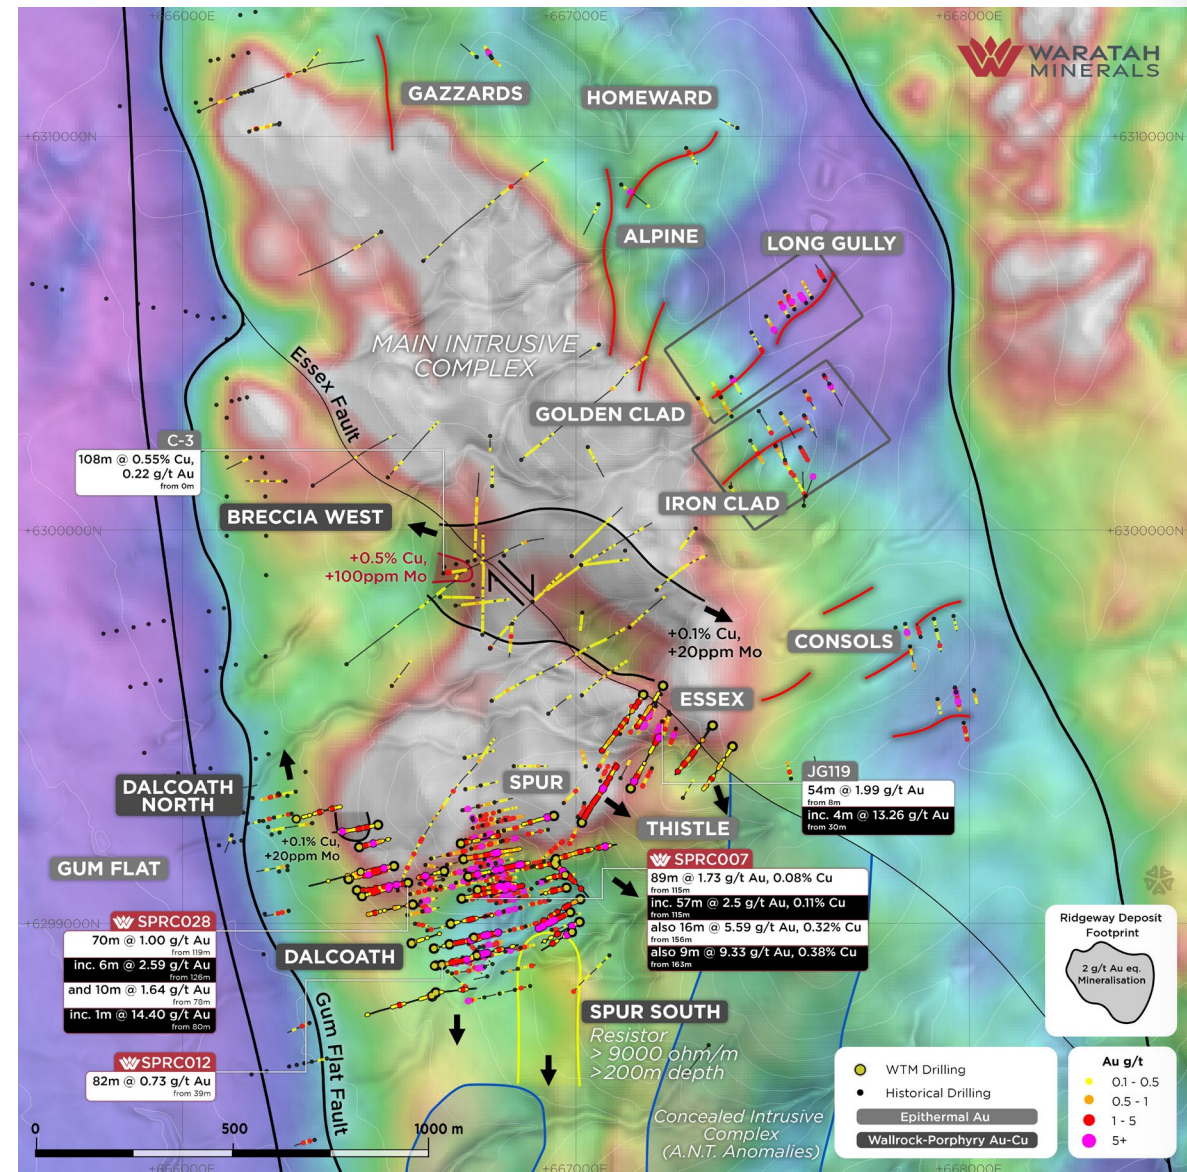 +666000E
+667000E
+668000E
WARATAH
MINERALS
GAZZARDS
HOMEWARD
+6310000N
+6310000N
ALPINE
LONG GULLY
MAIN INTRUSIVE
COMPLEX
Essex Fault
GOLDEN CLAD
C-3
108m @ 0.55% Cu,
0.22 g/t Au
from 0m
IRON CLAD
BRECCIA WEST
+6300000N
+6300000N
+0.5% Cu,
+100ppm Mo
+0.1% Cu,
+20ppm Mo
CONSOLS
ESSEX
DALCOATH
NORTH
SPUR
JG119
54m @ 1.99 g/t Au
from 8m
inc. 4m @ 13.26 g/t Au
from 30m
THISTLE
+0.1% Cu,
+20ppm Mo
GUM FLAT
SPRC007
89m @ 1.73 g/t Au, 0.08% Cu
from 115m
inc. 57m @ 2.5 g/t Au, 0.11% Cu
from 115m
also 16m @ 5.59 g/t Au, 0.32% Cu
from 156m
also 9m @ 9.33 g/t Au, 0.38% Cu
from 163m
SPRC028
70m @ 1.00 g/t Au
from 119m
inc. 6m @ 2.59 g/t Au
from 126m
and 10m @ 1.64 g/t Au
from 78m
inc. 1m @ 14.40 g/t Au
from 80m
+6299000N
+6299000N
DALCOATH
Ridgeway Deposit
Footprint
2 g/t Au eq.
Mineralisation
Gum Flat Fault
SPUR SOUTH
Resistor
> 9000 ohm/m
>200m depth
SPRC012
82m @ 0.73 g/t Au
from 39m
WTM Drilling
Historical Drilling
Epithermal Au
Wallrock-Porphyry Au-Cu
Au g/t
0.1 - 0.5
0.5 - 1
1 - 5
5+
Concealed Intrusive
Complex
(A.N.T. Anomalies)
0
500
1000 m
+666000E
+667000E
+668000E